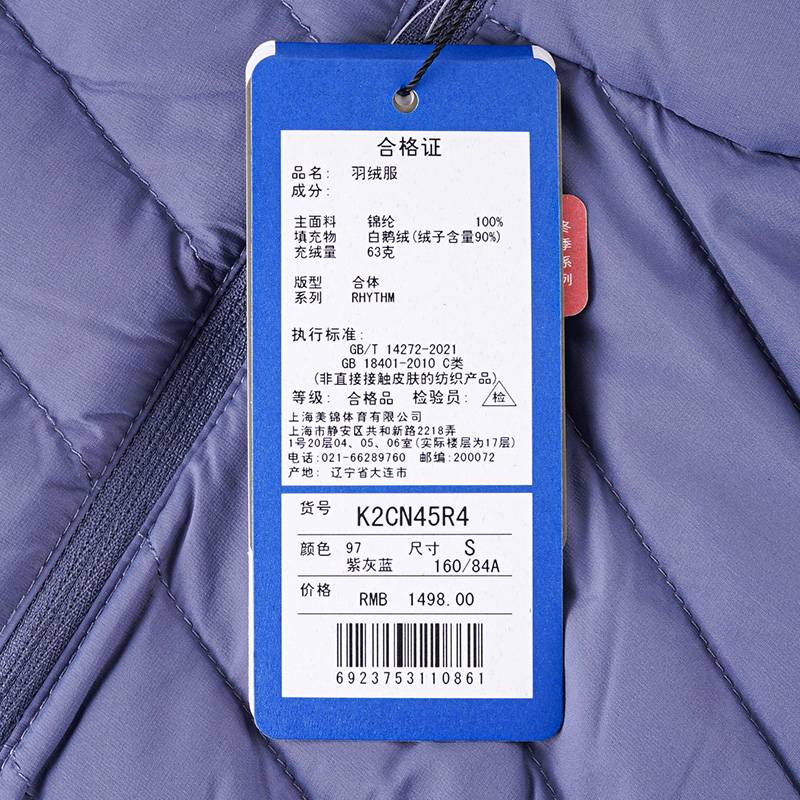 合格证
品名: 羽绒服
成分:
主面料 锦纶 100%
填充物 白鹅绒(绒子含量90%)
充绒量 63克
版型 合体
系列 RHYTHM
执行标准:
GB/T 14272-2021
GB 18401-2010 C类
(非直接接触皮肤的纺织产品)
等级: 合格品 检验员: 检
上海美锦体育有限公司
上海市静安区共和新路2218弄
1号20层04、05、06室(实际楼层为17层)
电话:021-66289760 邮编:200072
产地: 辽宁省大连市
货号 K2CN45R4
颜色 97 尺寸 S
紫灰蓝 160/84A
价格 RMB 1498.00
6923753110861
冬季系列